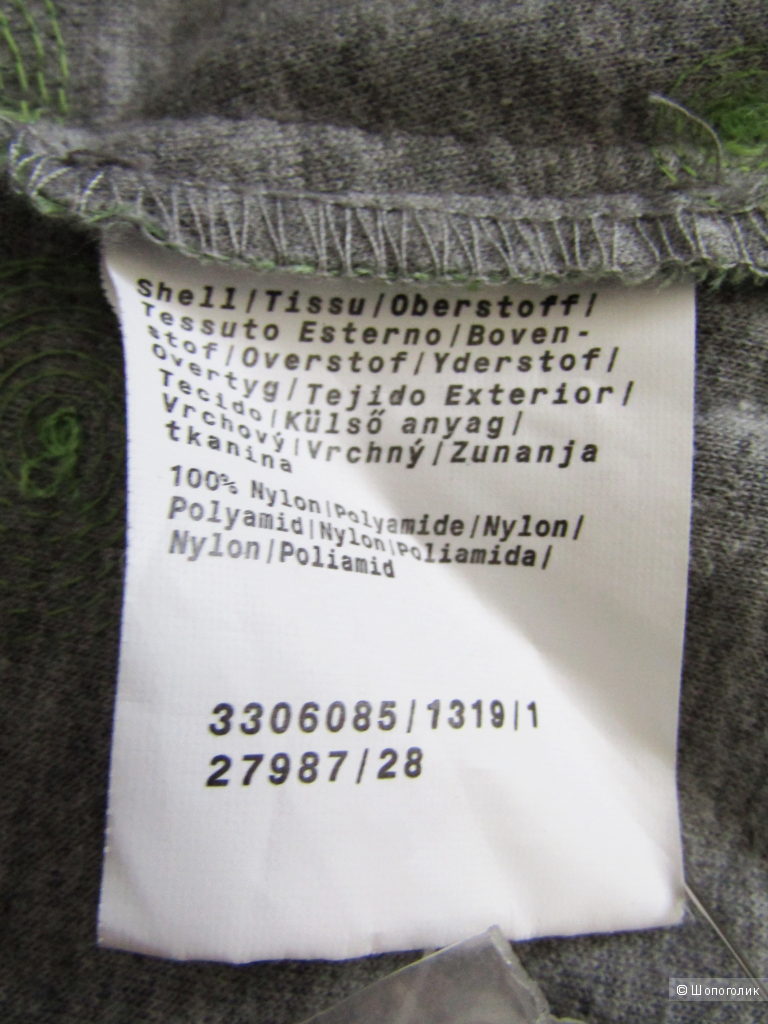 Shell/Tissu/Oberstoff/
Tessuto Esterno/Boven-
stof/Overstof/Yderstof/
Overtyg/Tejido Exterior/
Tecido/Külső anyag/
Vrchový/Vrchný/Zunanja
tkanina
100% Nylon/Polyamide/Nylon/
Polyamid/Nylon/Poliamida/
Nylon/Poliamid
3306085/1319/1
27987/28
© Шопоголик